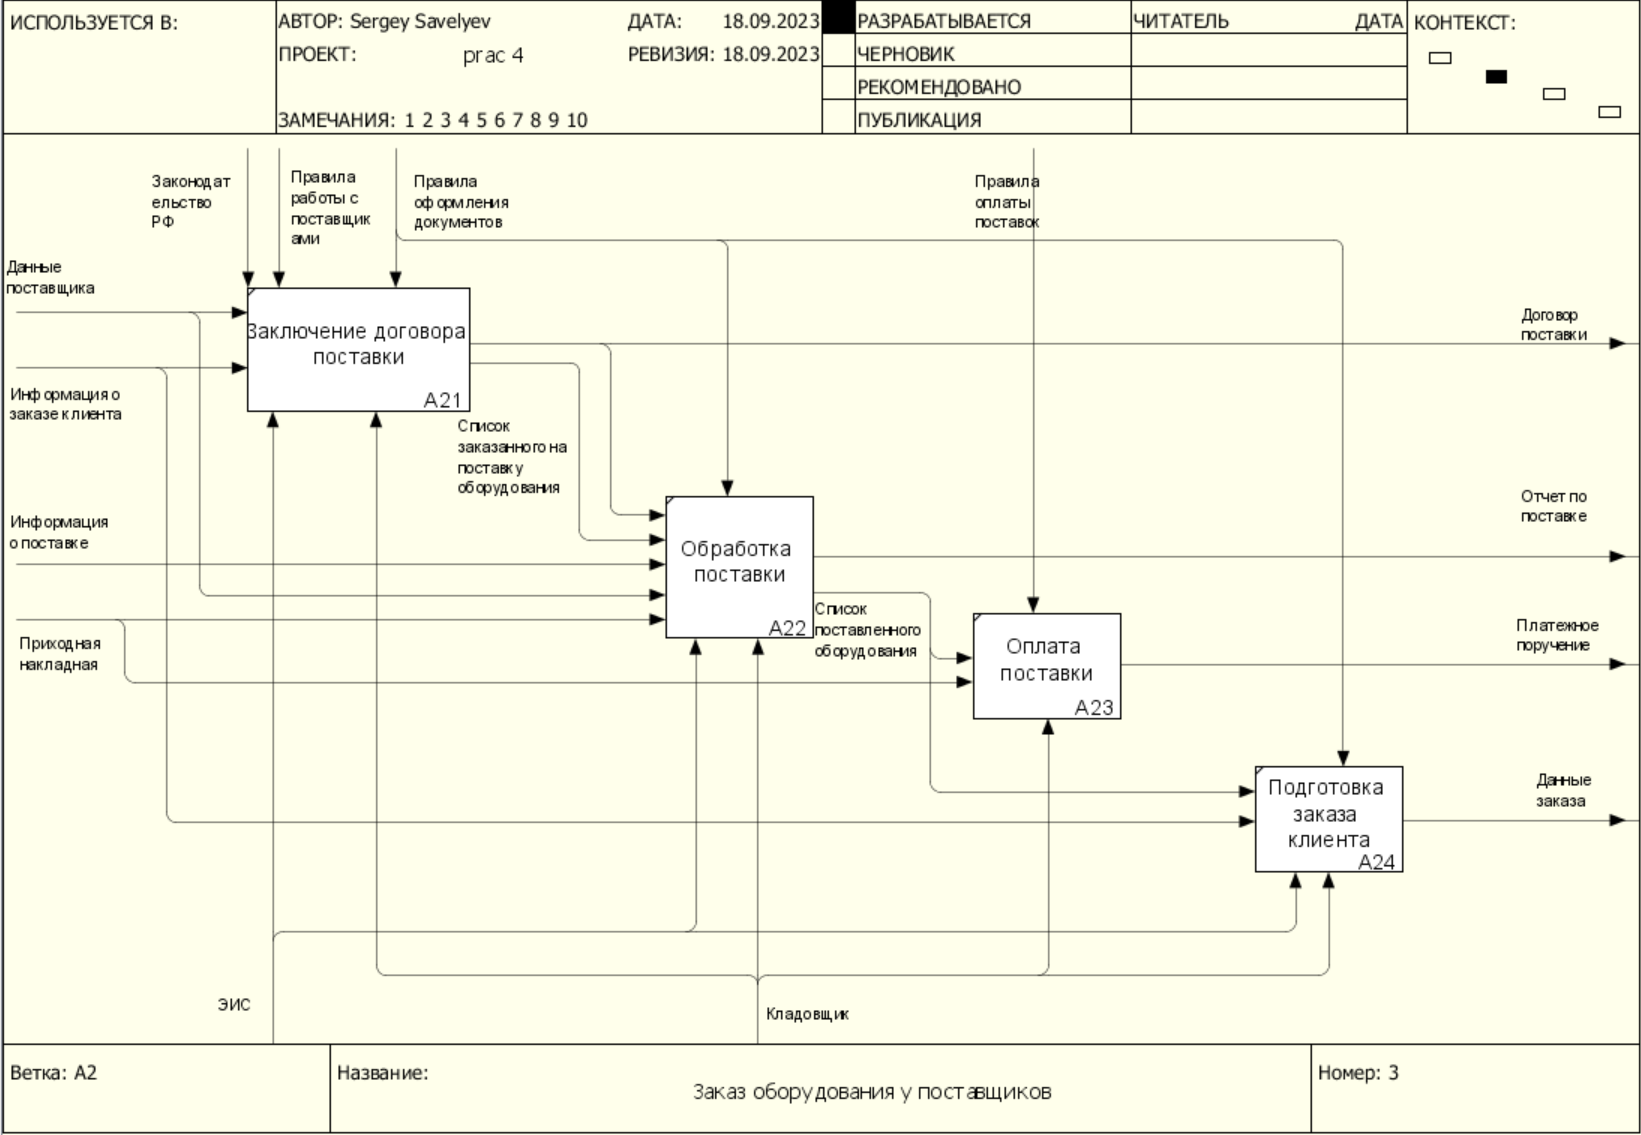 ИСПОЛЬЗУЕТСЯ В:
АВТОР: Sergey Savelyev
ДАТА: 18.09.2023
ПРОЕКТ: prac 4
РЕВИЗИЯ: 18.09.2023
ЗАМЕЧАНИЯ: 1 2 3 4 5 6 7 8 9 10
РАЗРАБАТЫВАЕТСЯ
ЧЕРНОВИК
РЕКОМЕНДОВАНО
ПУБЛИКАЦИЯ
ЧИТАТЕЛЬ ДАТА
КОНТЕКСТ:
Законодат
ельство
РФ
Правила
работы с
поставщик
ами
Правила
оформления
документов
Правила
оплаты
поставок
Данные
поставщика
Заключение договора
поставки
A21
Договор
поставки
Информация о
заказе клиента
Список
заказанного на
поставку
оборудования
Информация
о поставке
Обработка
поставки
A22
Отчет по
поставке
Приходная
накладная
Список
поставленного
оборудования
Оплата
поставки
A23
Платежное
поручение
Подготовка
заказа
клиента
A24
Данные
заказа
ЭИС
Кладовщик
Ветка: A2
Название:
Заказ оборудования у поставщиков
Номер: 3